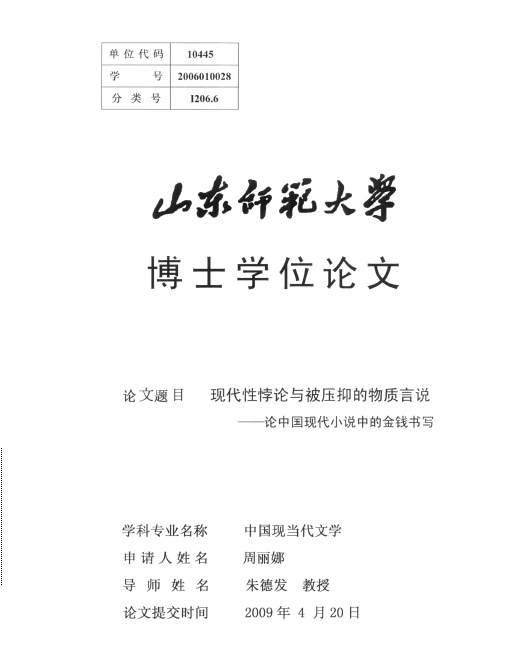 单位代码 10445
学 号 2006010028
分类号 I206.6
山东师范大学
博士学位论文
论文题目 现代性悖论与被压抑的物质言说
——论中国现代小说中的金钱书写
学科专业名称 中国现当代文学
申请人姓名 周丽娜
导师姓名 朱德发 教授
论文提交时间 2009 年 4 月 20 日